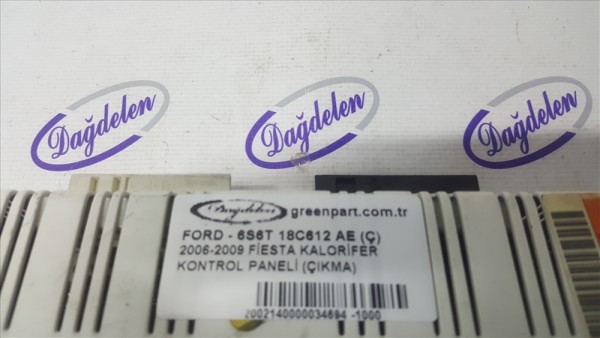 Dağdelen
Dağdelen
Dağdelen
Dağdelen
greenpart.com.tr
FORD - 6S6T 18C612 AE (Ç)
2006-2009 FİESTA KALORİFER
KONTROL PANELİ (ÇIKMA)
2002140000034694 -1000